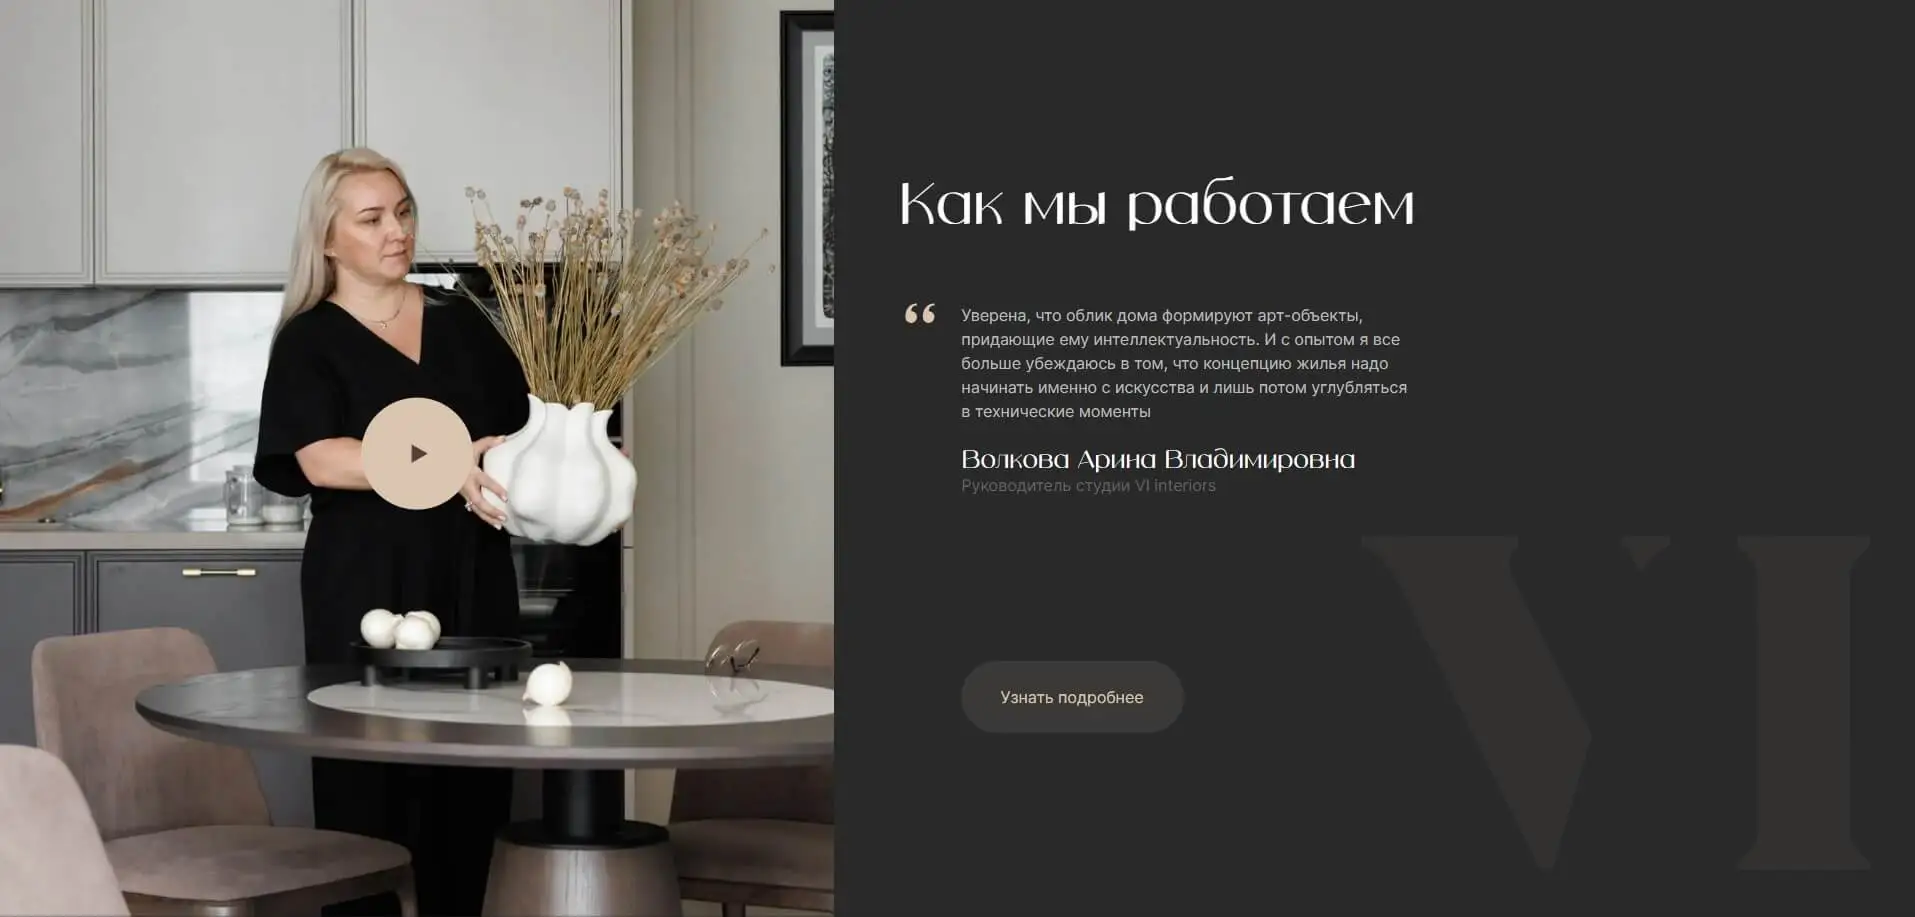 Как мы работаем
Уверена, что облик дома формируют арт-объекты,
придающие ему интеллектуальность. И с опытом я все
больше убеждаюсь в том, что концепцию жилья надо
начинать именно с искусства и лишь потом углубляться
в технические моменты
Волкова Арина Владимировна
Руководитель студии VI interiors
VI
Узнать подробнее